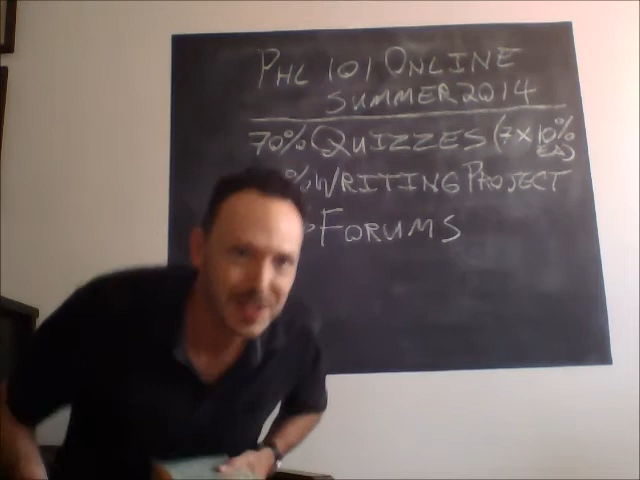 PHL 101 ONLINE
SUMMER 2014
70% QUIZZES (7 X 10% EA)
% WRITING PROJECT
FORUMS